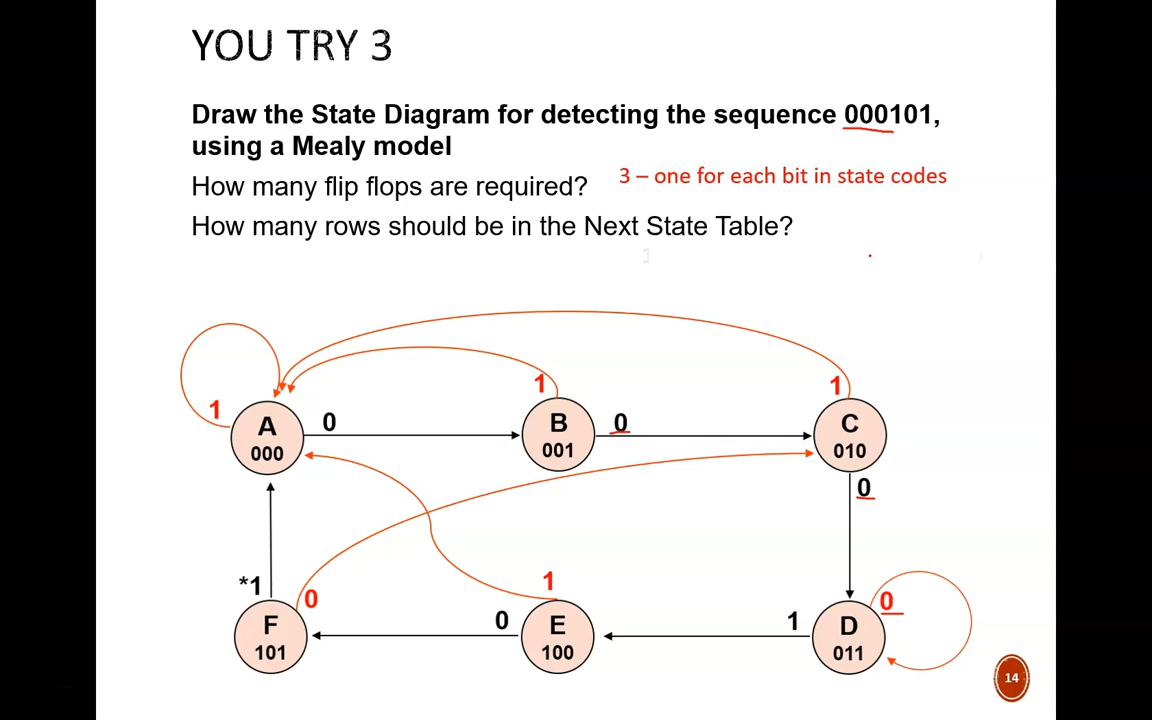 YOU TRY 3
Draw the State Diagram for detecting the sequence 000101,
using a Mealy model
How many flip flops are required? 3 – one for each bit in state codes
How many rows should be in the Next State Table?
1
1 1 1
A 0 B 0 C
000 001 010
0
*1 0 1 0
F 0 E 1 D
101 100 011
14